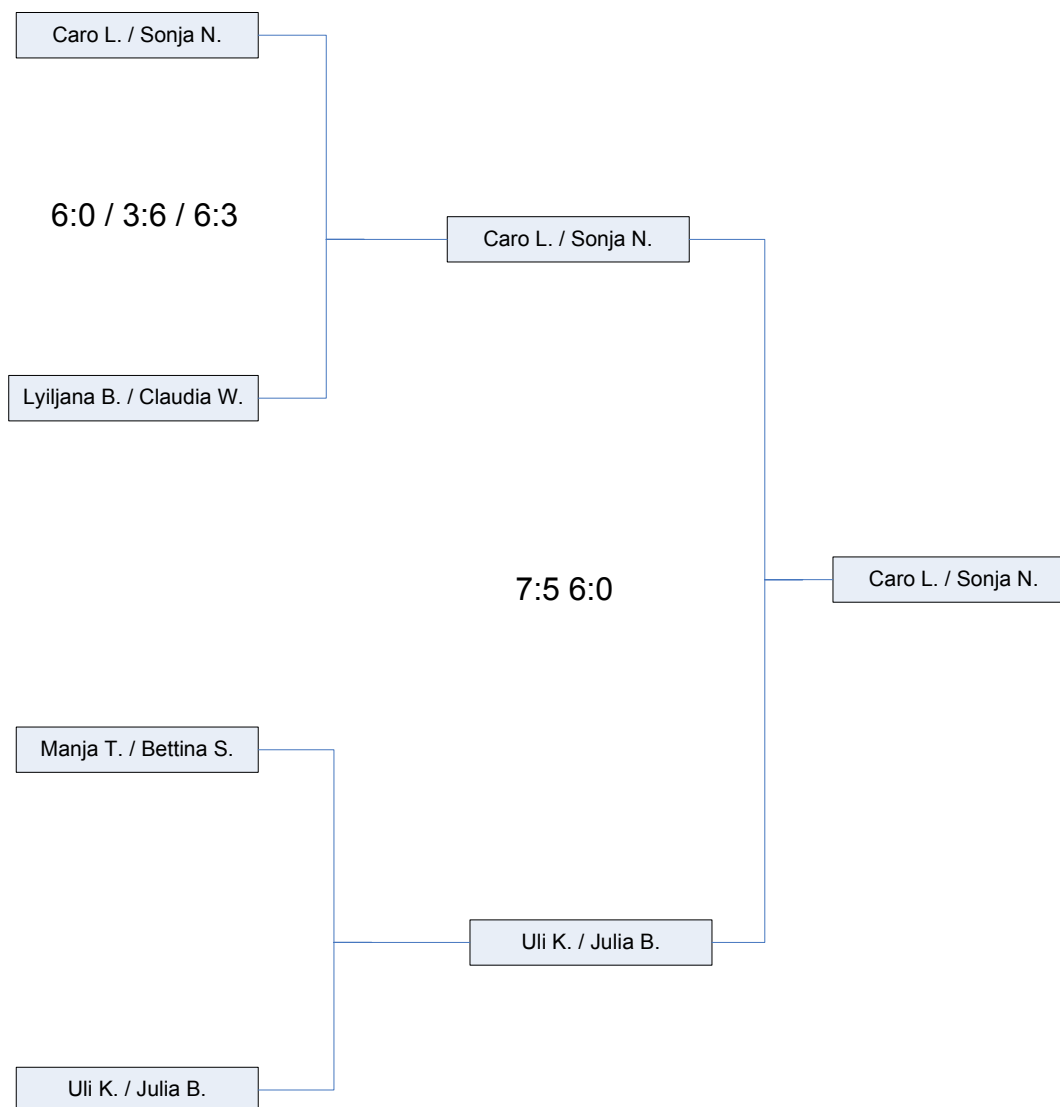 Caro L. / Sonja N.
6:0 / 3:6 / 6:3
Caro L. / Sonja N.
Lyiljana B. / Claudia W.
7:5 6:0
Caro L. / Sonja N.
Manja T. / Bettina S.
Uli K. / Julia B.
Uli K. / Julia B.